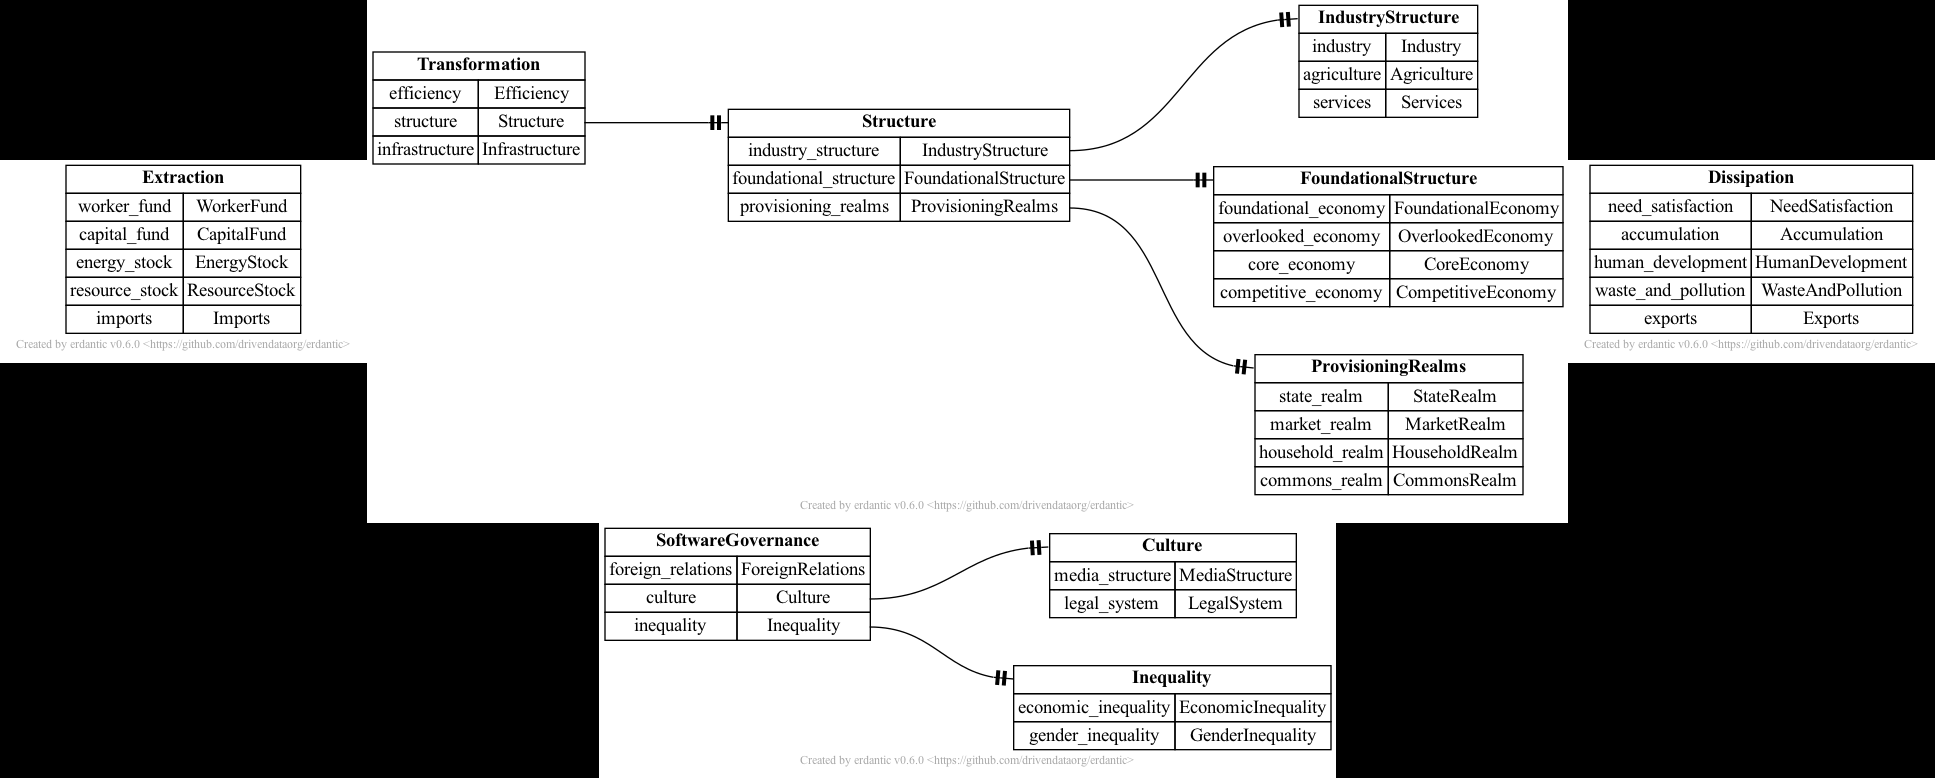 Extraction
worker_fund WorkerFund
capital_fund CapitalFund
energy_stock EnergyStock
resource_stock ResourceStock
imports Imports
Created by erdantic v0.6.0 <https://github.com/drivendataorg/erdantic>
Transformation
efficiency Efficiency
structure Structure
infrastructure Infrastructure
Structure
industry_structure IndustryStructure
foundational_structure FoundationalStructure
provisioning_realms ProvisioningRealms
IndustryStructure
industry Industry
agriculture Agriculture
services Services
FoundationalStructure
foundational_economy FoundationalEconomy
overlooked_economy OverlookedEconomy
core_economy CoreEconomy
competitive_economy CompetitiveEconomy
ProvisioningRealms
state_realm StateRealm
market_realm MarketRealm
household_realm HouseholdRealm
commons_realm CommonsRealm
Created by erdantic v0.6.0 <https://github.com/drivendataorg/erdantic>
Dissipation
need_satisfaction NeedSatisfaction
accumulation Accumulation
human_development HumanDevelopment
waste_and_pollution WasteAndPollution
exports Exports
Created by erdantic v0.6.0 <https://github.com/drivendataorg/erdantic>
SoftwareGovernance
foreign_relations ForeignRelations
culture Culture
inequality Inequality
Culture
media_structure MediaStructure
legal_system LegalSystem
Inequality
economic_inequality EconomicInequality
gender_inequality GenderInequality
Created by erdantic v0.6.0 <https://github.com/drivendataorg/erdantic>